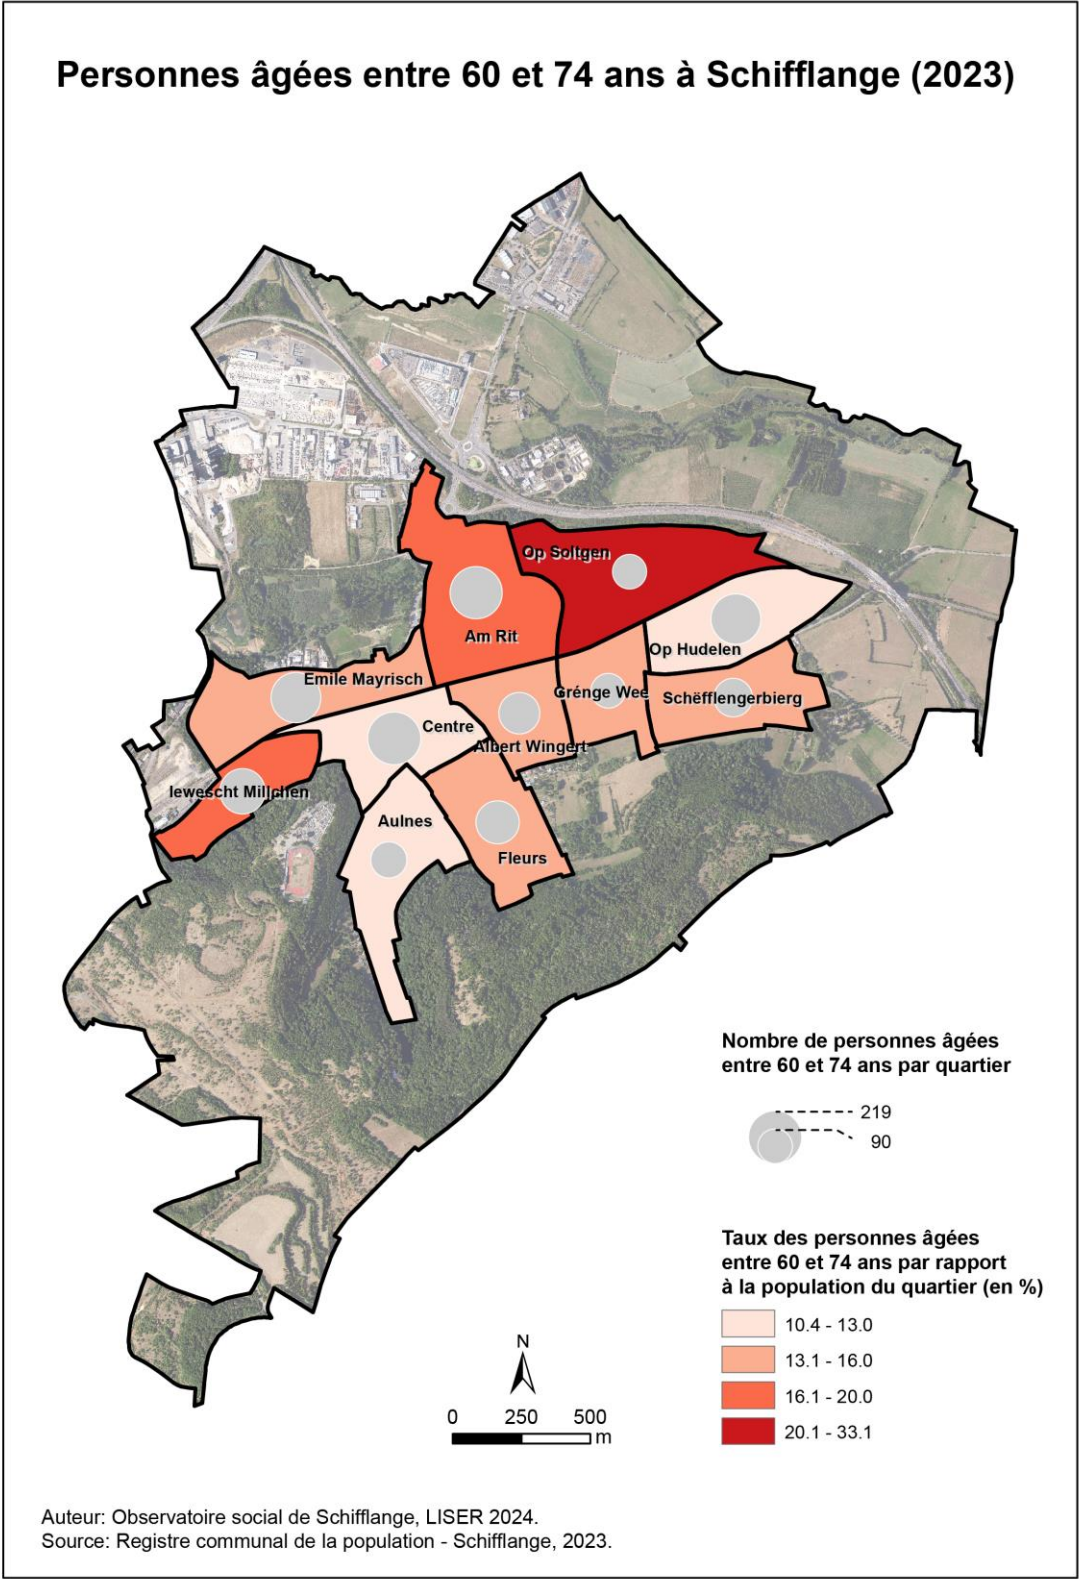 Personnes âgées entre 60 et 74 ans à Schifflange (2023)
Op Soltgen
Am Rit
Op Hudelen
Emile Mayrisch
Grénge Wee
Schëfflengerbierg
Centre
Albert Wingert
Iewescht Millchen
Aulnes
Fleurs
Nombre de personnes âgées
entre 60 et 74 ans par quartier
219
90
Taux des personnes âgées
entre 60 et 74 ans par rapport
à la population du quartier (en %)
10.4 - 13.0
13.1 - 16.0
16.1 - 20.0
20.1 - 33.1
N
0 250 500
m
Auteur: Observatoire social de Schifflange, LISER 2024.
Source: Registre communal de la population - Schifflange, 2023.